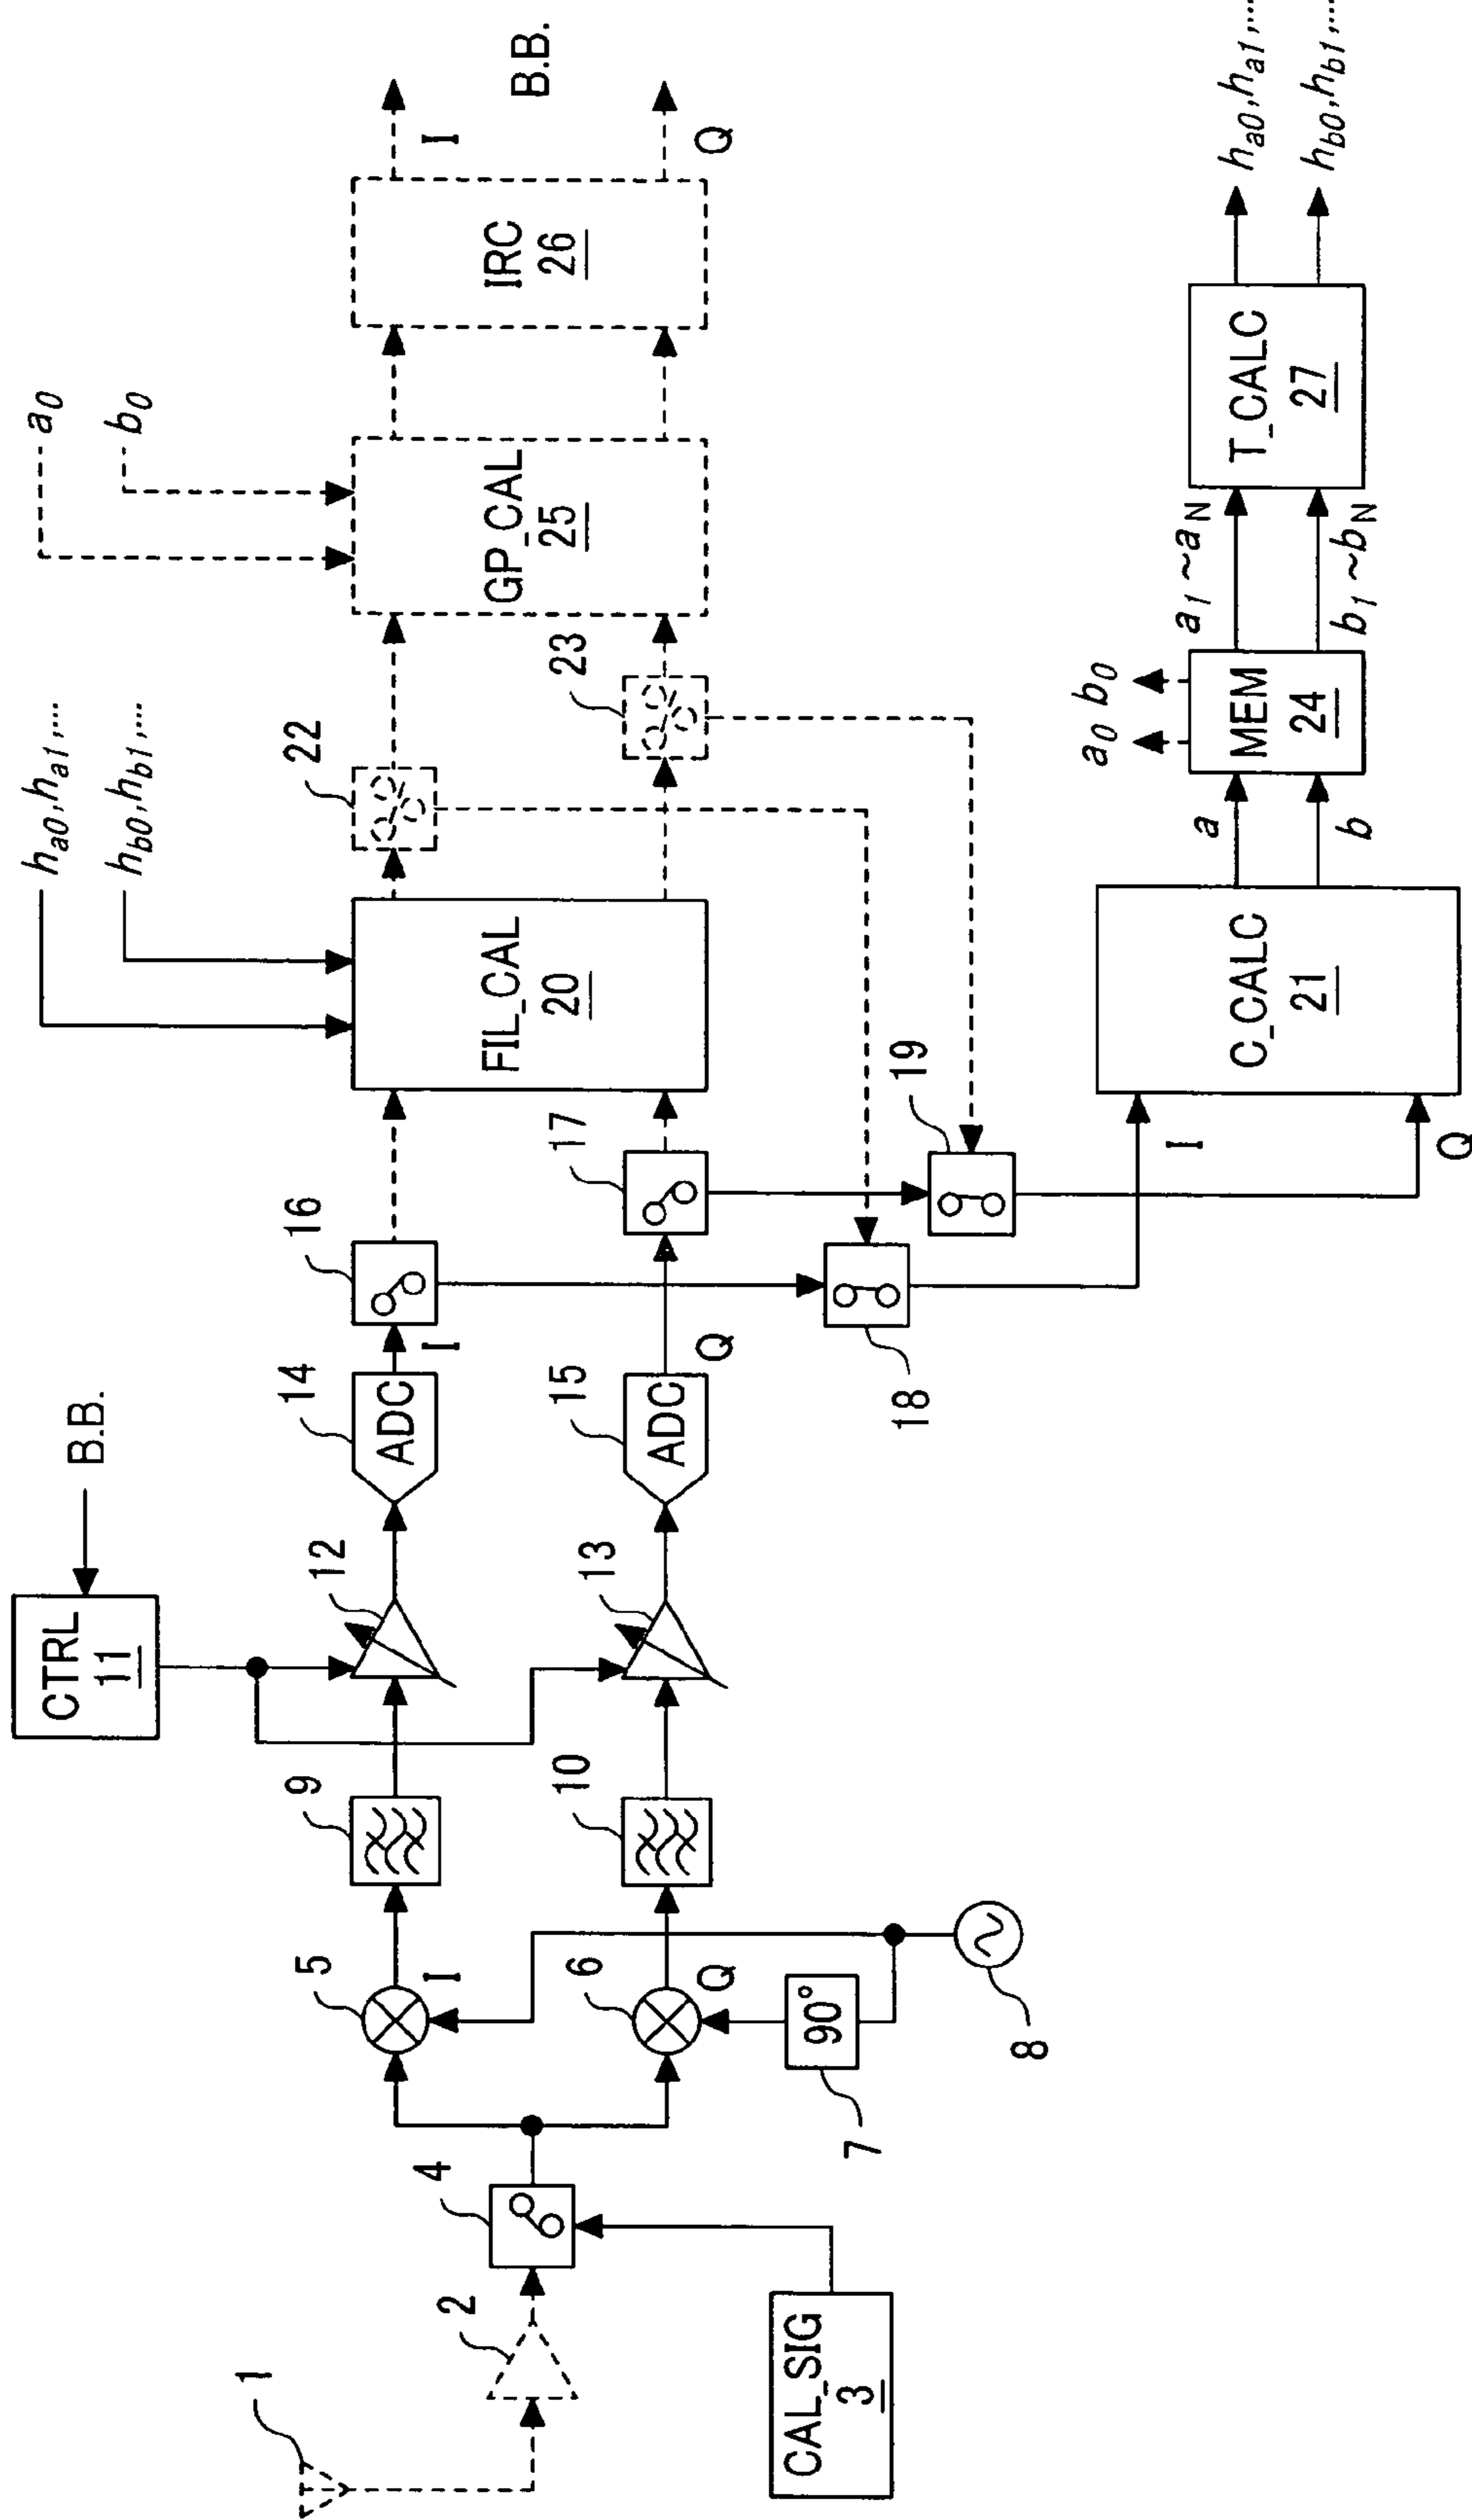 1
2
CAL_SIG
3
4
5
I
6
Q
90°
7
8
9
10
CTRL
11
B.B.
12
13
14
ADC
I
15
ADC
Q
16
17
18
19
h_a0, h_a1, ...
h_b0, h_b1, ...
FIL_CAL
20
22
23
a_0
b_0
GP_CAL
25
IRC
26
I
Q
B.B.
I
Q
C_CALC
21
a
b
a_0 b_0
MEM
24
a_1 ~ a_N
b_1 ~ b_N
T_CALC
27
h_a0, h_a1, ...
h_b0, h_b1, ...